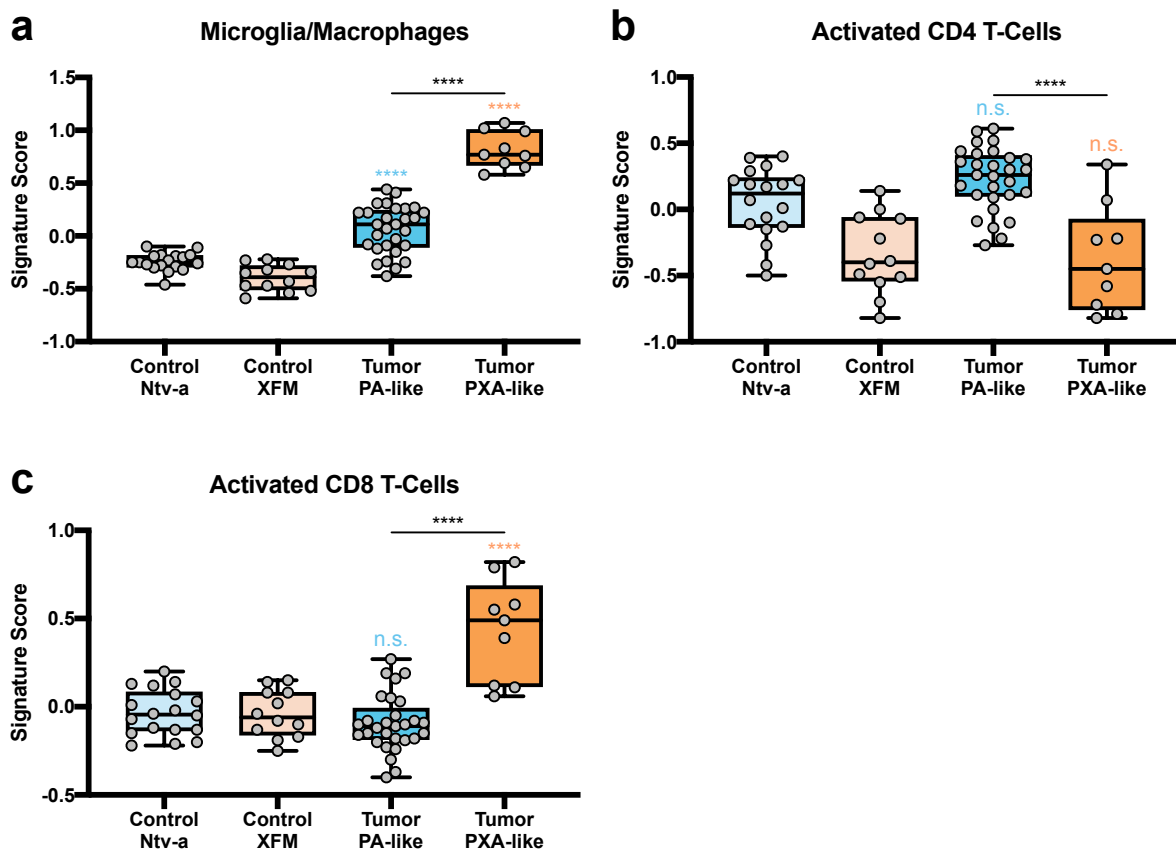 a
Microglia/Macrophages
Signature Score
1.5
1.0
0.5
0.0
-0.5
-1.0
****
****
****
Control
Ntv-a
Control
XFM
Tumor
PA-like
Tumor
PXA-like
b
Activated CD4 T-Cells
Signature Score
1.0
0.5
0.0
-0.5
-1.0
****
n.s.
n.s.
Control
Ntv-a
Control
XFM
Tumor
PA-like
Tumor
PXA-like
c
Activated CD8 T-Cells
Signature Score
1.0
0.5
0.0
-0.5
****
****
n.s.
Control
Ntv-a
Control
XFM
Tumor
PA-like
Tumor
PXA-like